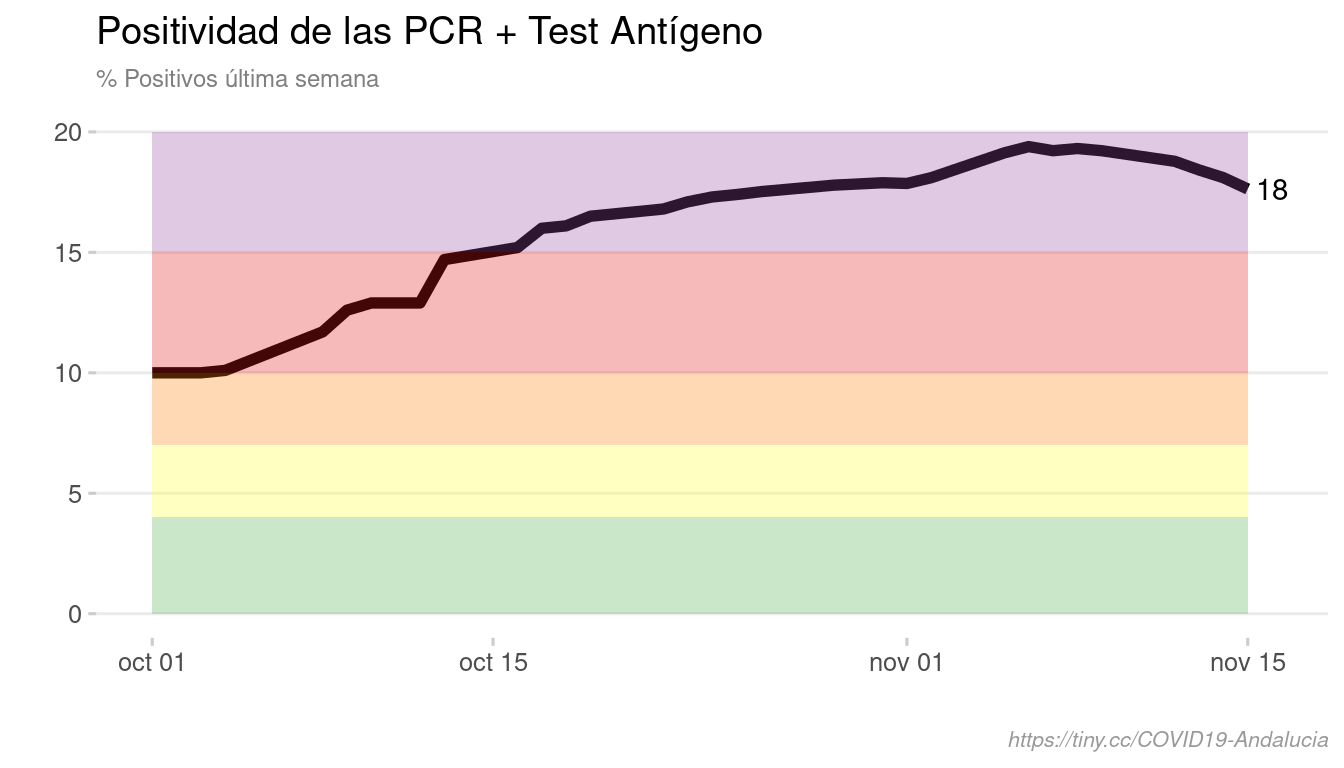 Positividad de las PCR + Test Antígeno
% Positivos última semana
20
15
10
5
0
18
oct 01 oct 15 nov 01 nov 15
https://tiny.cc/COVID19-Andalucia